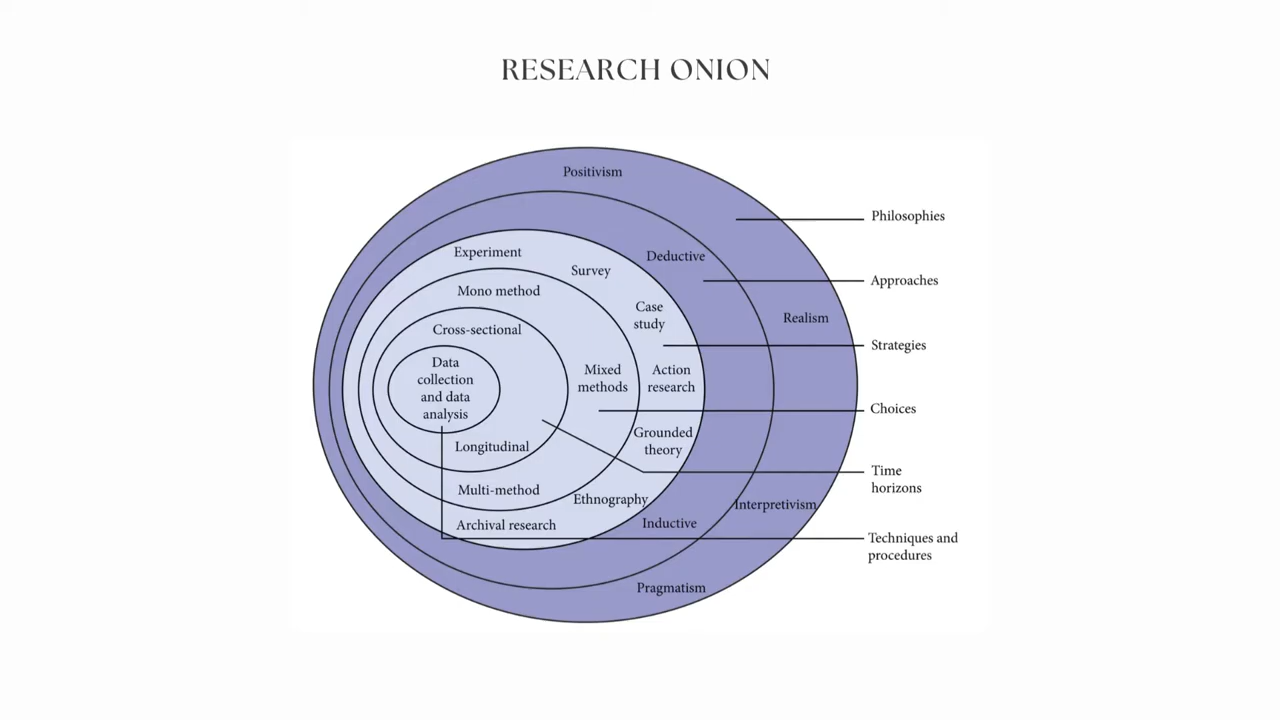 RESEARCH ONION
Positivism
Philosophies
Experiment
Deductive
Survey
Approaches
Mono method
Case
study
Realism
Cross-sectional
Strategies
Data
collection
and data
analysis
Mixed
methods
Action
research
Choices
Grounded
theory
Longitudinal
Time
horizons
Multi-method
Ethnography
Interpretivism
Archival research
Inductive
Techniques and
procedures
Pragmatism